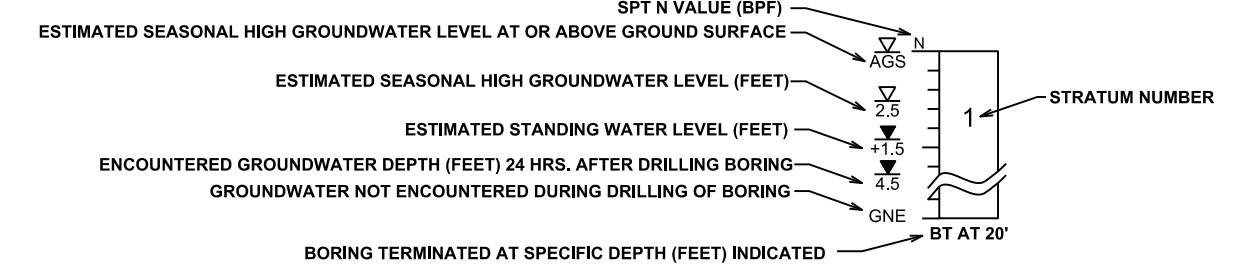 SPT N VALUE (BPF)
N
ESTIMATED SEASONAL HIGH GROUNDWATER LEVEL AT OR ABOVE GROUND SURFACE
AGS
ESTIMATED SEASONAL HIGH GROUNDWATER LEVEL (FEET)
2.5
STRATUM NUMBER
1
ESTIMATED STANDING WATER LEVEL (FEET)
+1.5
ENCOUNTERED GROUNDWATER DEPTH (FEET) 24 HRS. AFTER DRILLING BORING
4.5
GROUNDWATER NOT ENCOUNTERED DURING DRILLING OF BORING
GNE
BT AT 20'
BORING TERMINATED AT SPECIFIC DEPTH (FEET) INDICATED